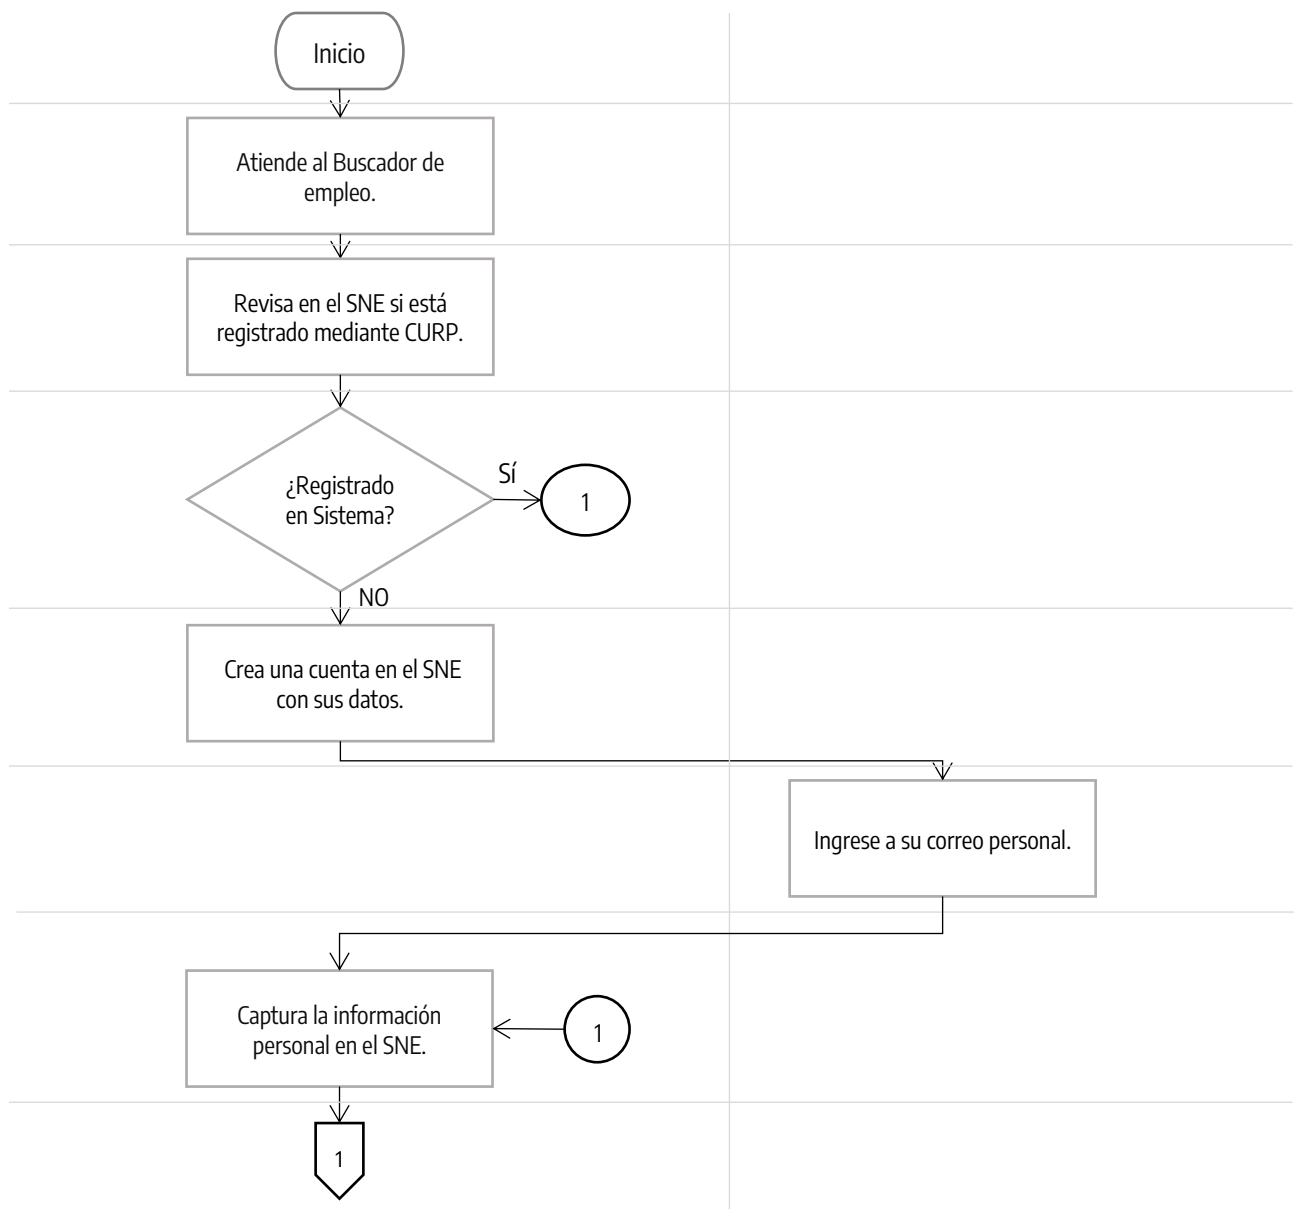 Inicio
Atiende al Buscador de
empleo.
Revisa en el SNE si está
registrado mediante CURP.
¿Registrado
en Sistema?
Sí
1
NO
Crea una cuenta en el SNE
con sus datos.
Ingrese a su correo personal.
Captura la información
personal en el SNE.
1
1